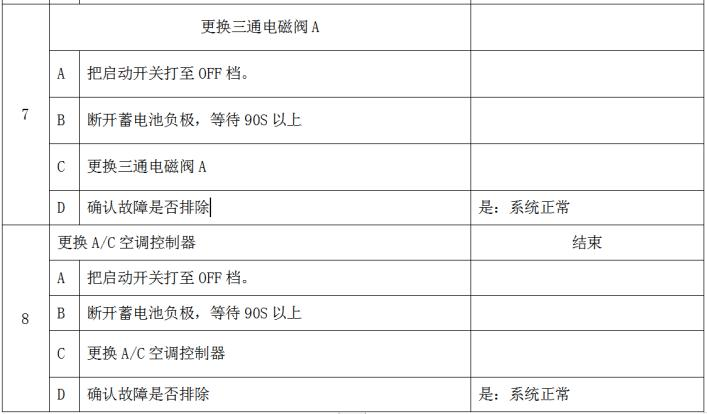 更换三通电磁阀 A
7
A 把启动开关打至 OFF 档。
B 断开蓄电池负极，等待 90S 以上
C 更换三通电磁阀 A
D 确认故障是否排除 是：系统正常
更换 A/C 空调控制器 结束
8
A 把启动开关打至 OFF 档。
B 断开蓄电池负极，等待 90S 以上
C 更换 A/C 空调控制器
D 确认故障是否排除 是：系统正常